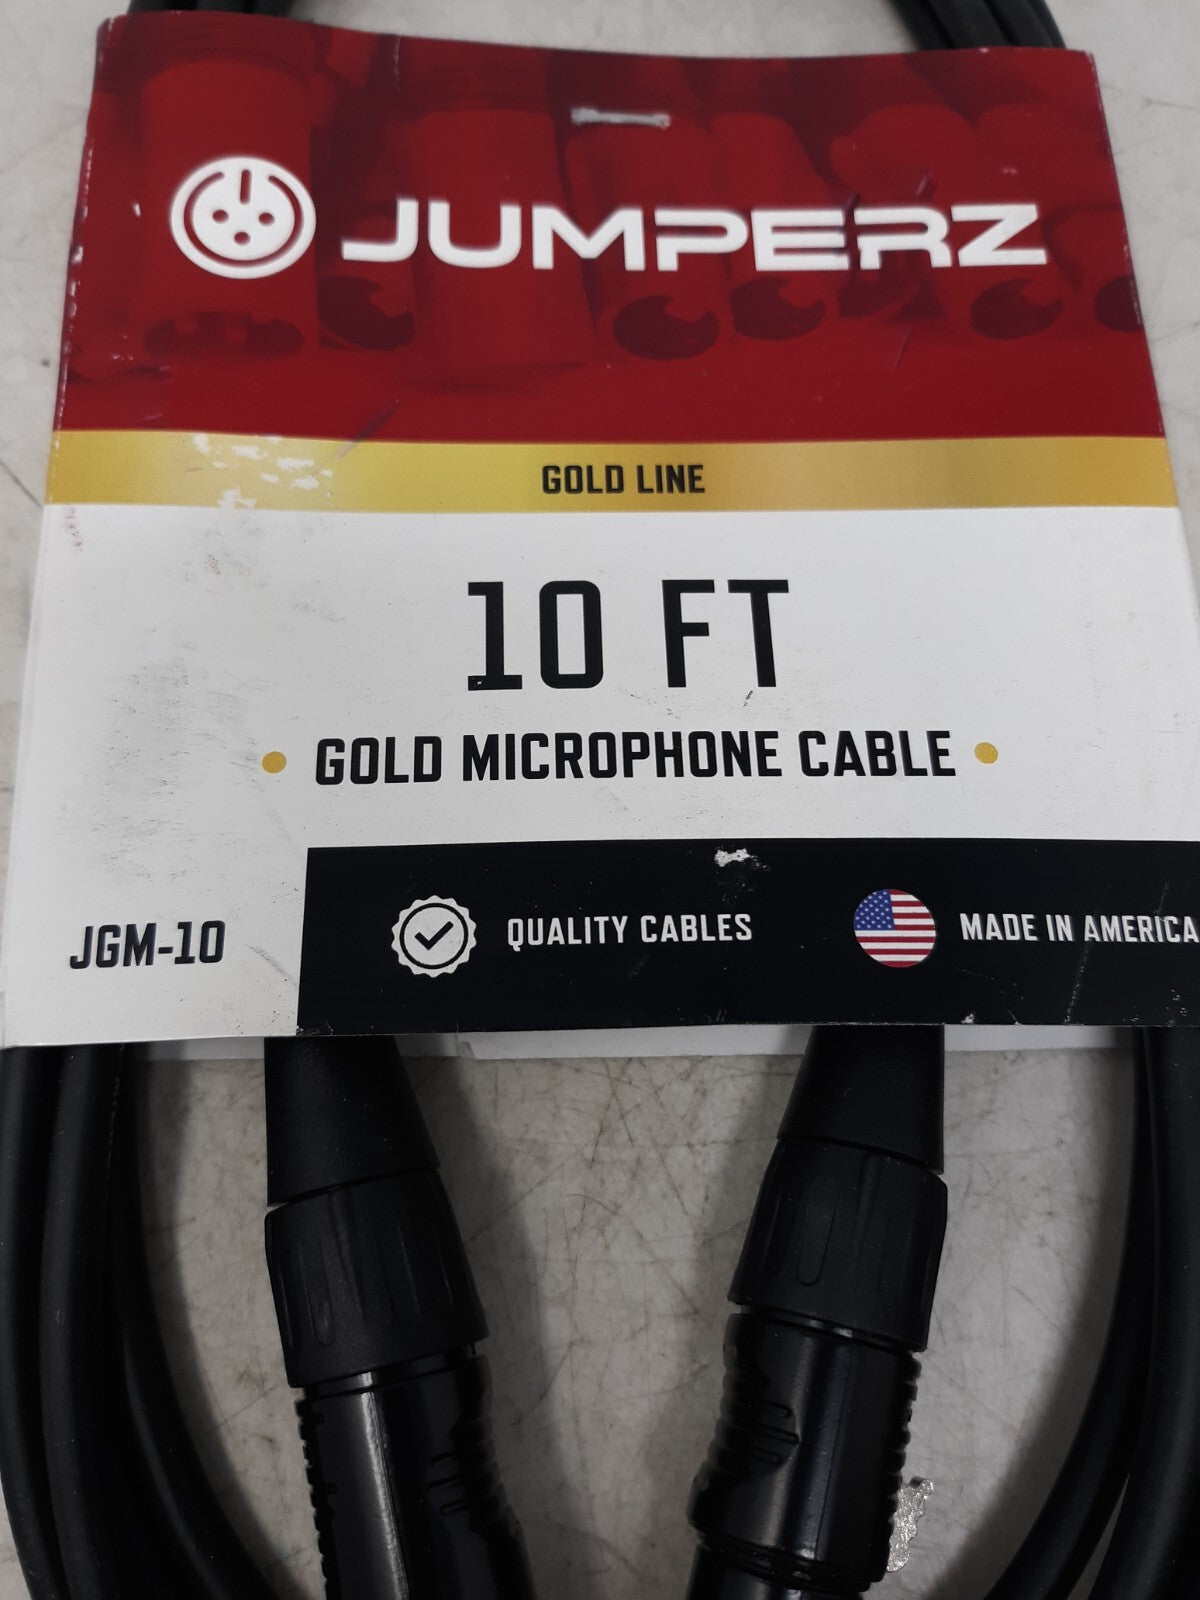 JUMPERZ
GOLD LINE
10 FT
GOLD MICROPHONE CABLE
JGM-10
QUALITY CABLES
MADE IN AMERICA